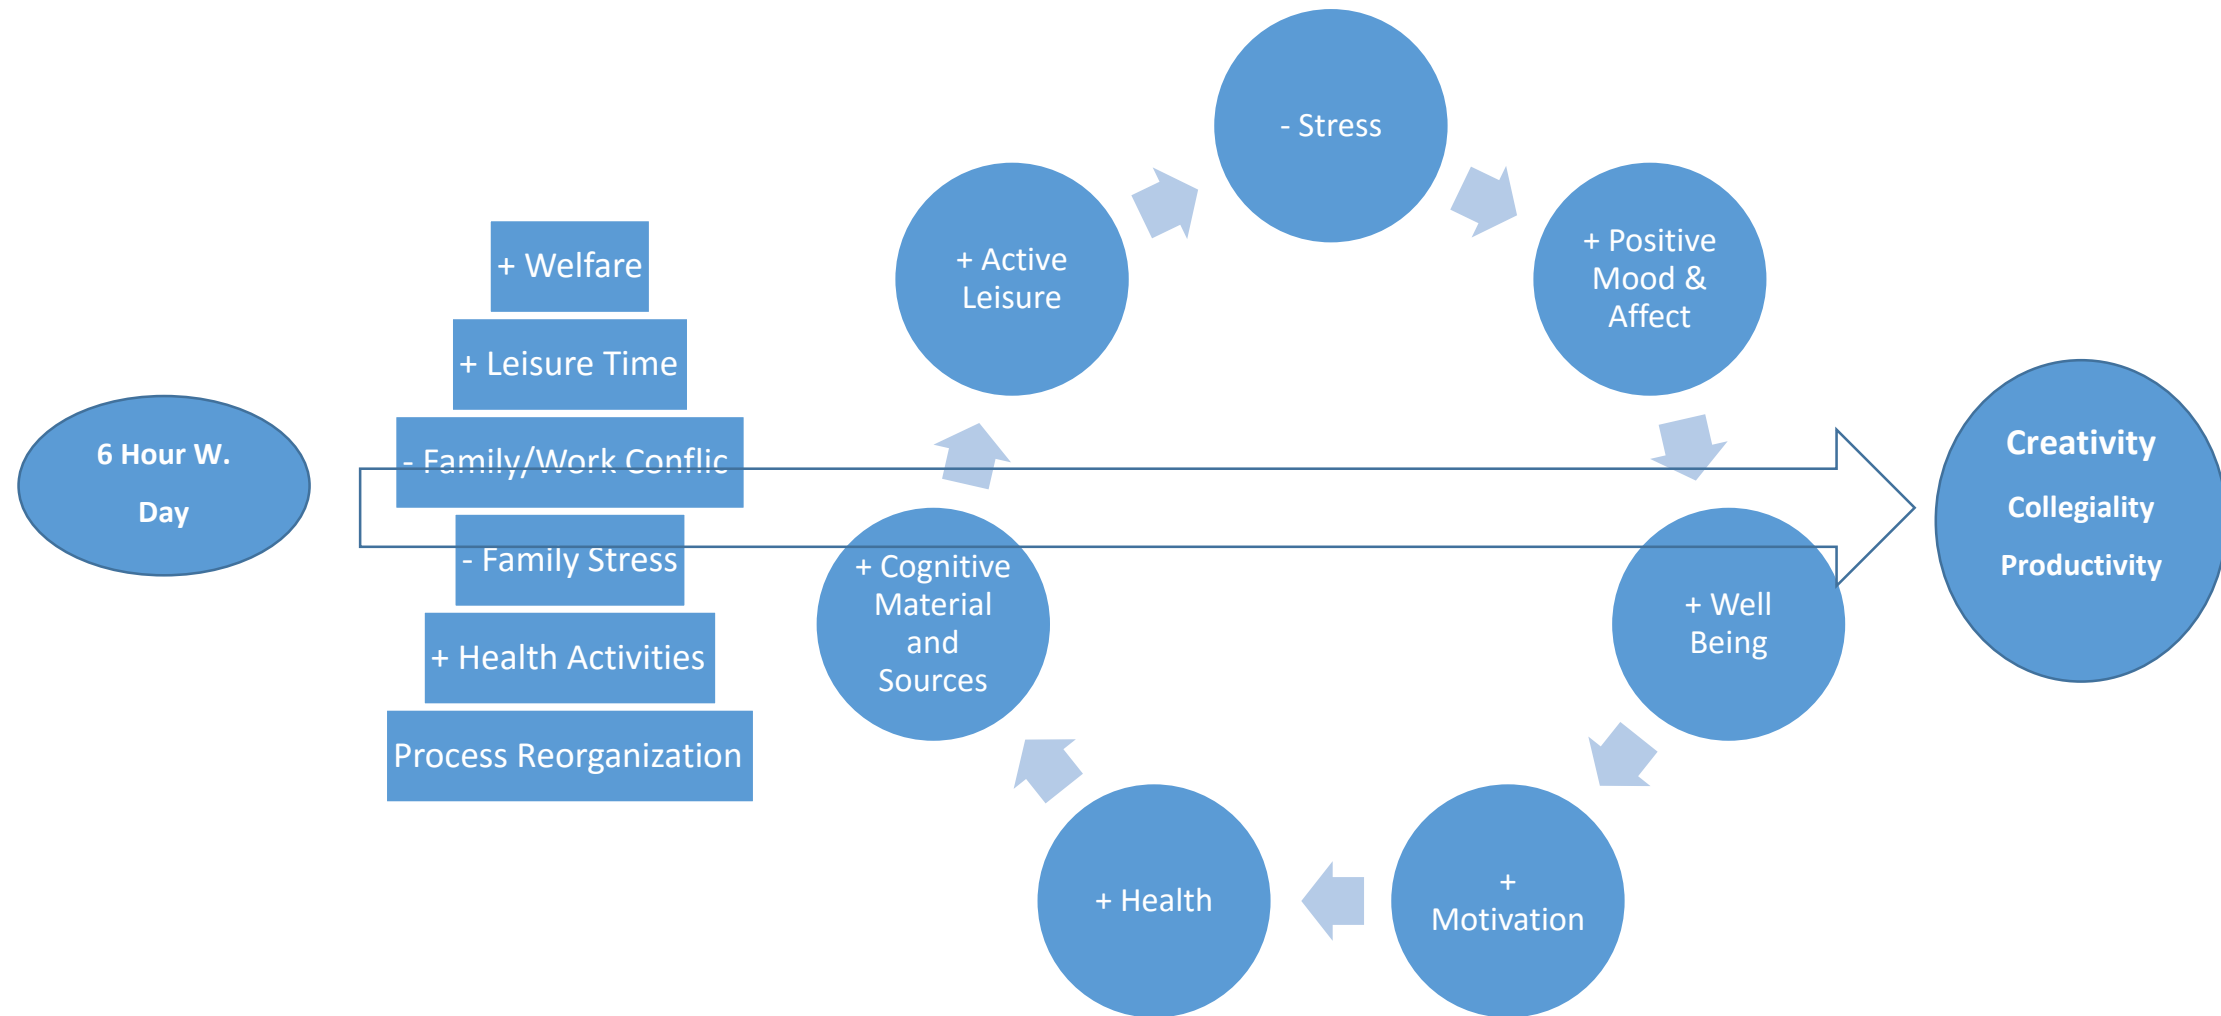 6 Hour W.
Day
+ Welfare
+ Leisure Time
- Family/Work Conflic
- Family Stress
+ Health Activities
Process Reorganization
- Stress
+ Positive
Mood &
Affect
+ Well
Being
+
Motivation
+ Health
+ Cognitive
Material
and
Sources
+ Active
Leisure
Creativity
Collegiality
Productivity